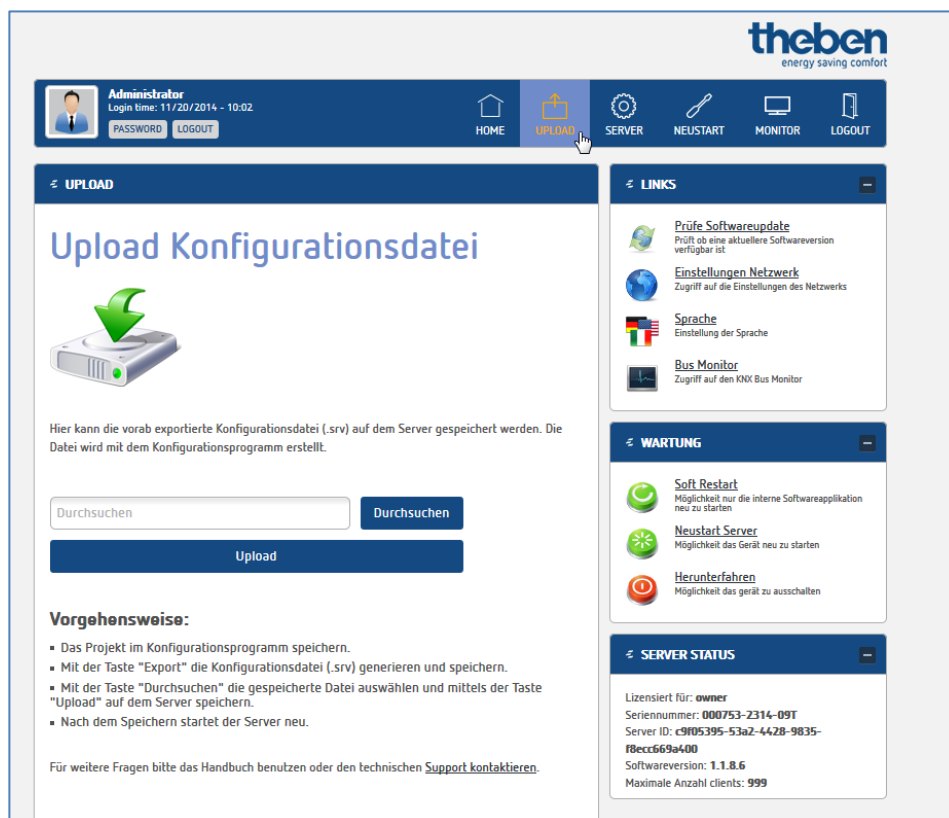 theben
energy saving comfort
Administrator
Login time: 11/20/2014 - 10:02
PASSWORD LOGOUT
HOME UPLOAD SERVER NEUSTART MONITOR LOGOUT
UPLOAD
Upload Konfigurationsdatei
Hier kann die vorab exportierte Konfigurationsdatei (.srv) auf dem Server gespeichert werden. Die
Datei wird mit dem Konfigurationsprogramm erstellt.
Durchsuchen Durchsuchen
Upload
Vorgehensweise:
▪ Das Projekt im Konfigurationsprogramm speichern.
▪ Mit der Taste "Export" die Konfigurationsdatei (.srv) generieren und speichern.
▪ Mit der Taste "Durchsuchen" die gespeicherte Datei auswählen und mittels der Taste
"Upload" auf dem Server speichern.
▪ Nach dem Speichern startet der Server neu.
Für weitere Fragen bitte das Handbuch benutzen oder den technischen Support kontaktieren.
LINKS
Prüfe Softwareupdate
Prüft ob eine aktuellere Softwareversion
verfügbar ist
Einstellungen Netzwerk
Zugriff auf die Einstellungen des Netzwerks
Sprache
Einstellung der Sprache
Bus Monitor
Zugriff auf den KNX Bus Monitor
WARTUNG
Soft Restart
Möglichkeit nur die interne Softwareapplikation
neu zu starten
Neustart Server
Möglichkeit das Gerät neu zu starten
Herunterfahren
Möglichkeit das gerät zu ausschalten
SERVER STATUS
Lizensiert für: owner
Seriennummer: 000753-2314-09T
Server ID: c9f05395-53a2-4428-9835-
f8ecc669a400
Softwareversion: 1.1.8.6
Maximale Anzahl clients: 999